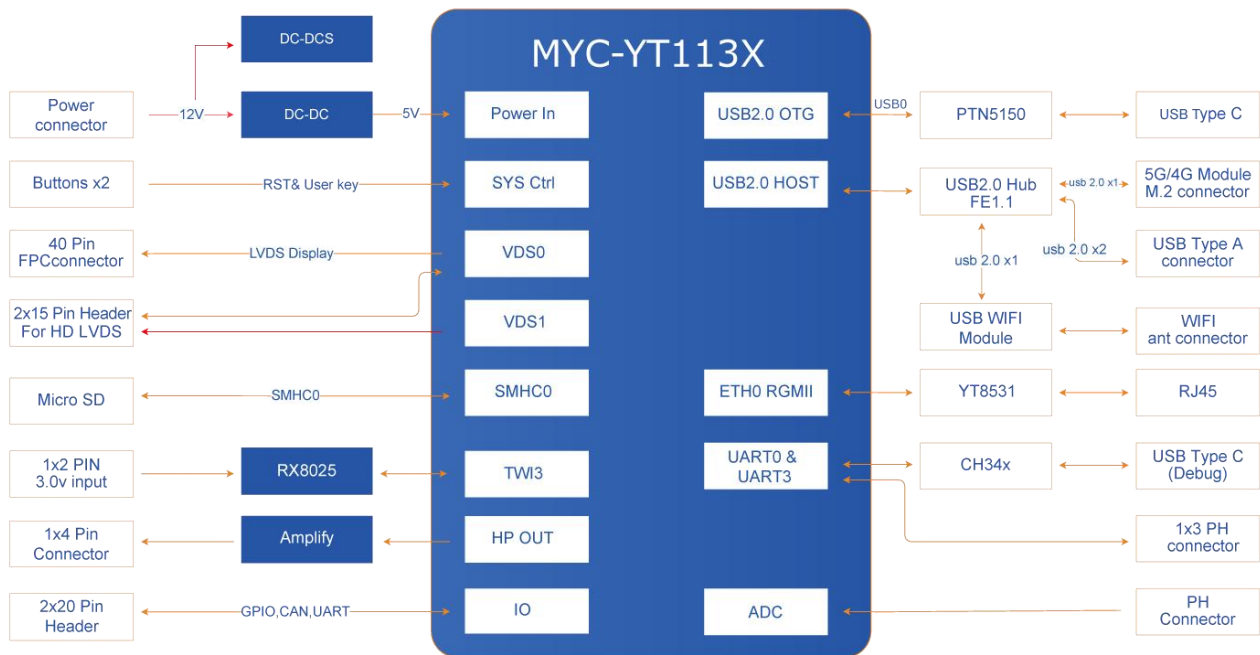 MYC-YT113X
DC-DCS
Power
connector
12V
DC-DC
5V
Power In
Buttons x2
RST& User key
SYS Ctrl
40 Pin
FPCconnector
LVDS Display
VDS0
2x15 Pin Header
For HD LVDS
VDS1
Micro SD
SMHC0
SMHC0
1x2 PIN
3.0v input
RX8025
TWI3
1x4 Pin
Connector
Amplify
HP OUT
2x20 Pin
Header
GPIO,CAN,UART
IO
USB2.0 OTG
USB0
PTN5150
USB Type C
USB2.0 HOST
USB2.0 Hub
FE1.1
usb 2.0 x1
5G/4G Module
M.2 connector
usb 2.0 x1
usb 2.0 x2
USB Type A
connector
USB WIFI
Module
WIFI
ant connector
ETH0 RGMII
YT8531
RJ45
UART0 &
UART3
CH34x
USB Type C
(Debug)
1x3 PH
connector
ADC
PH
Connector